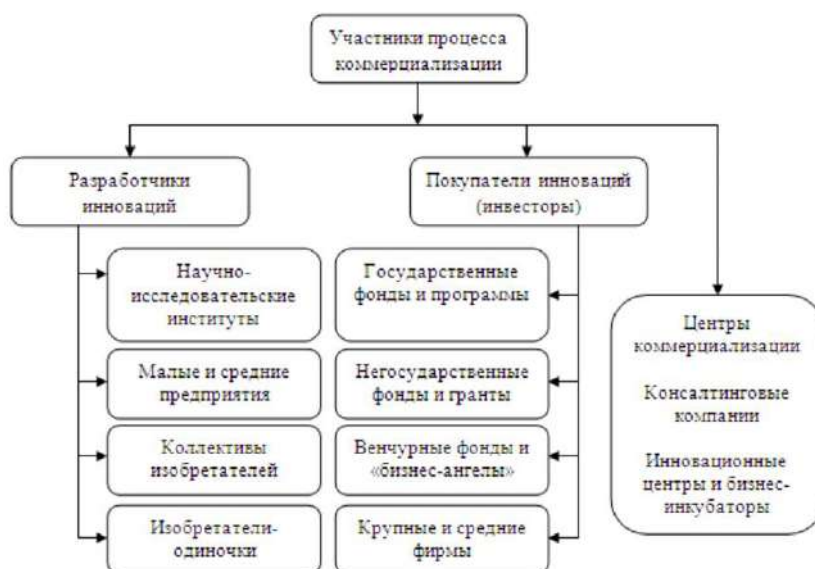 Участники процесса
коммерциализации
Разработчики
инноваций
Покупатели инноваций
(инвесторы)
Научно-
исследовательские
институты
Малые и средние
предприятия
Коллективы
изобретателей
Изобретатели-
одиночки
Государственные
фонды и программы
Негосударственные
фонды и гранты
Венчурные фонды и
«бизнес-ангелы»
Крупные и средние
фирмы
Центры
коммерциализации
Консалтинговые
компании
Инновационные
центры и бизнес-
инкубаторы